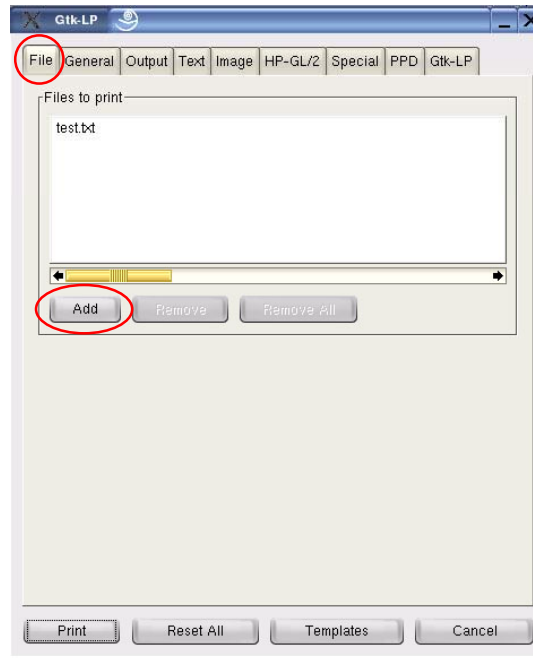 Gtk-LP
File General Output Text Image HP-GL/2 Special PPD Gtk-LP
Files to print
test.txt
Add Remove Remove All
Print Reset All Templates Cancel